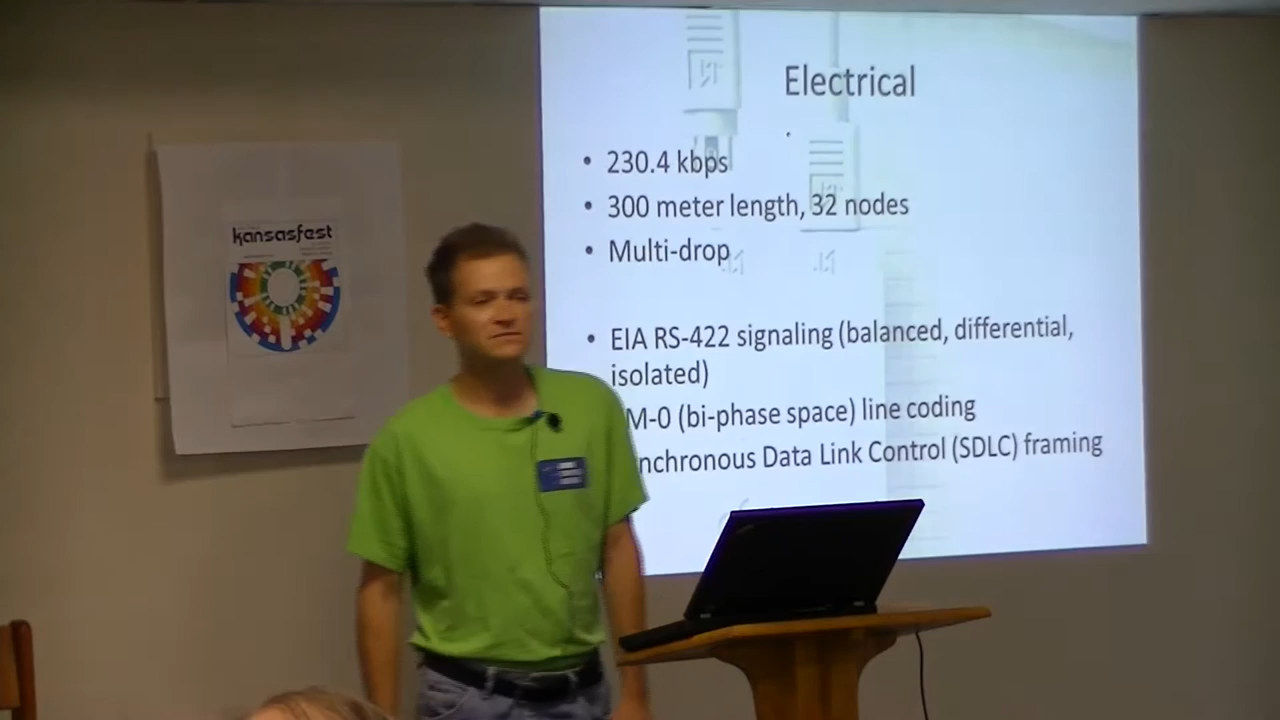 Electrical
• 230.4 kbps
• 300 meter length, 32 nodes
• Multi-drop
• EIA RS-422 signaling (balanced, differential,
isolated)
M-0 (bi-phase space) line coding
nchronous Data Link Control (SDLC) framing
kansasfest